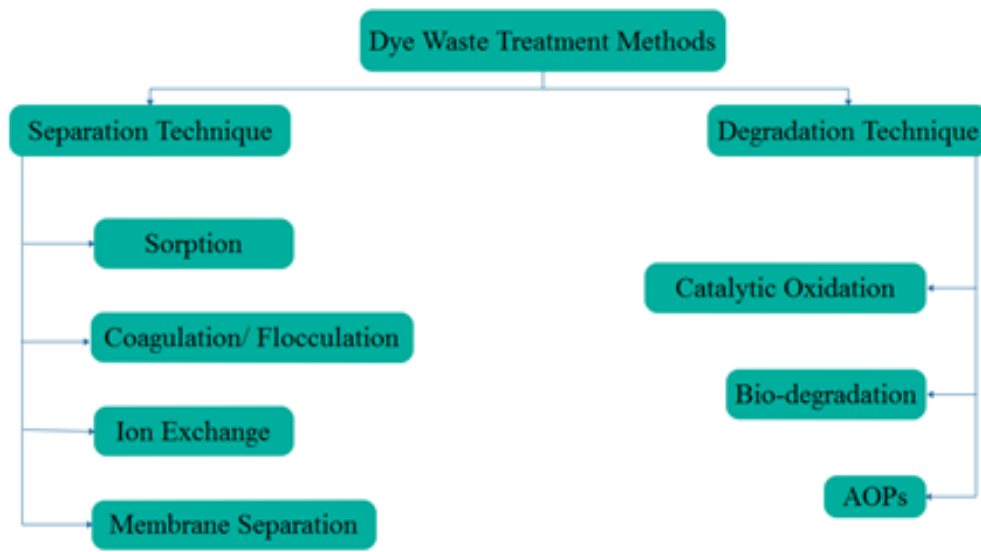 Dye Waste Treatment Methods
Separation Technique
Degradation Technique
Sorption
Catalytic Oxidation
Coagulation/ Flocculation
Bio-degradation
Ion Exchange
AOPs
Membrane Separation